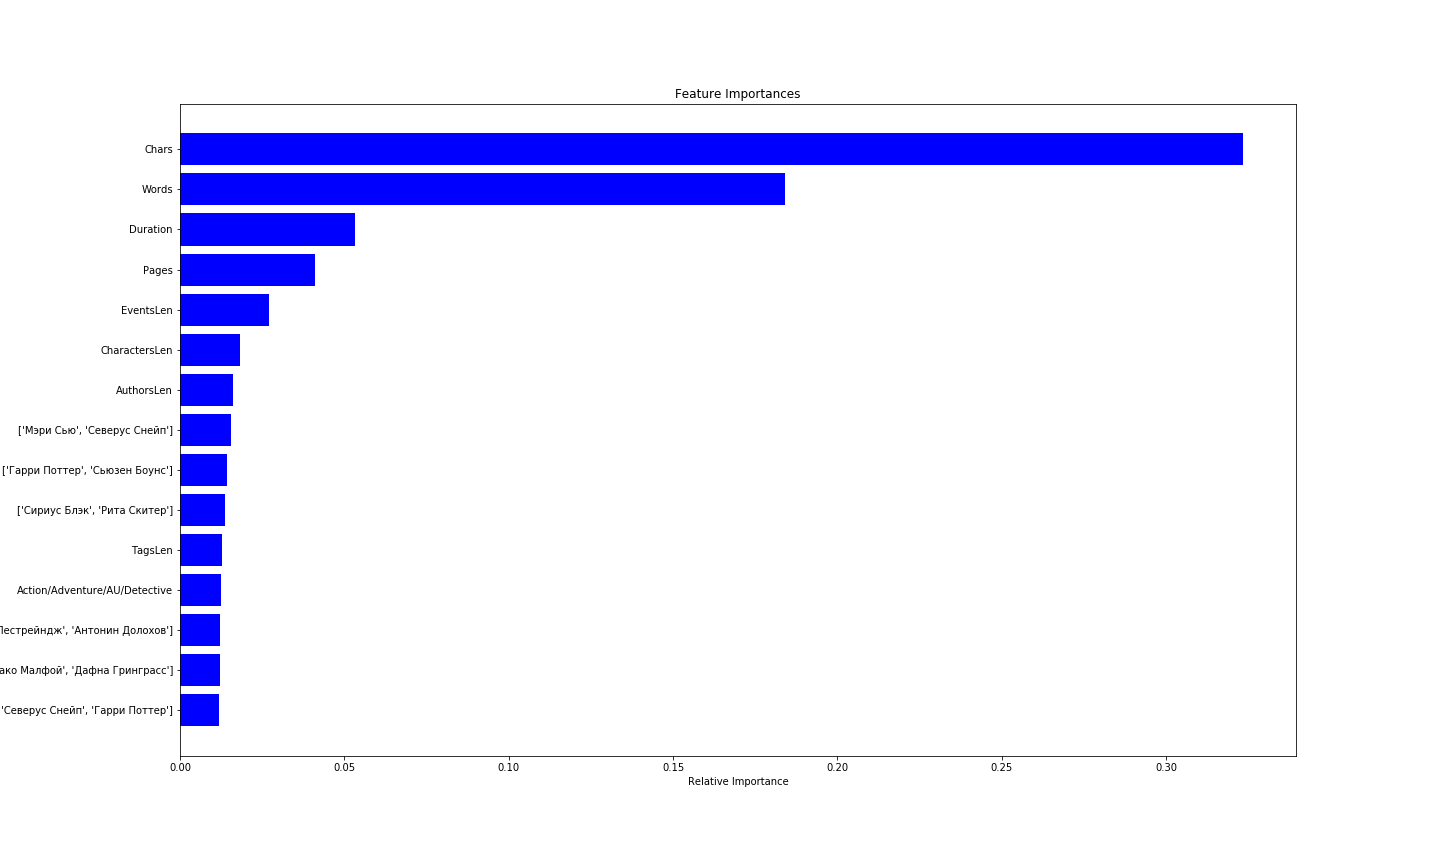 Feature Importances
Chars
Words
Duration
Pages
EventsLen
CharactersLen
AuthorsLen
['Мэри Сью', 'Северус Снейп']
['Гарри Поттер', 'Сьюзен Боунс']
['Сириус Блэк', 'Рита Скитер']
TagsLen
Action/Adventure/AU/Detective
Лестрейндж', 'Антонин Долохов']
ако Малфой', 'Дафна Гринграсс']
'Северус Снейп', 'Гарри Поттер']
0.00 0.05 0.10 0.15 0.20 0.25 0.30
Relative Importance